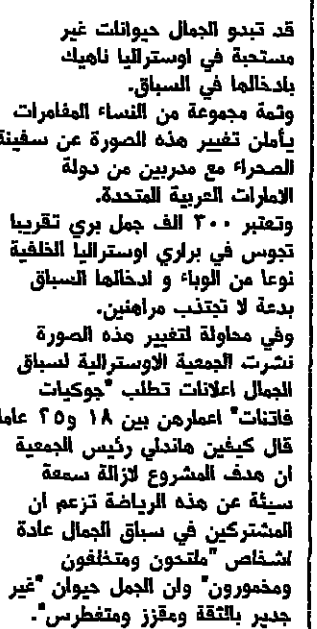 قد تبدو الجمال حيوانات غير
مستحبة في اوستراليا ناهيك
بادخالها في السباق.
وثمة مجموعة من النساء المغامرات
يأملن تغيير هذه الصورة عن سفينة
الصحراء مع مدربين من دولة
الامارات العربية المتحدة.
وتعتبر ٣٠٠ الف جمل بري تقريبا
تجوس في براري اوستراليا الخلفية
نوعا من الوباء و ادخالها السباق
بدعة لا تجتذب مراهنين.
وفي محاولة لتغيير هذه الصورة
نشرت الجمعية الاوسترالية لسباق
الجمال اعلانات تطلب "جوكيات
فاتنات" اعمارهن بين ١٨ و٢٥ عاما
قال كيفين هاندلي رئيس الجمعية
ان هدف المشروع لازالة سمعة
سيئة عن هذه الرياضة تزعم ان
المشتركين في سباق الجمال عادة
اشخاص "ملتحون ومتخلفون
ومخمورون" وان الجمل حيوان "غير
جدير بالثقة ومقزز ومتغطرس".